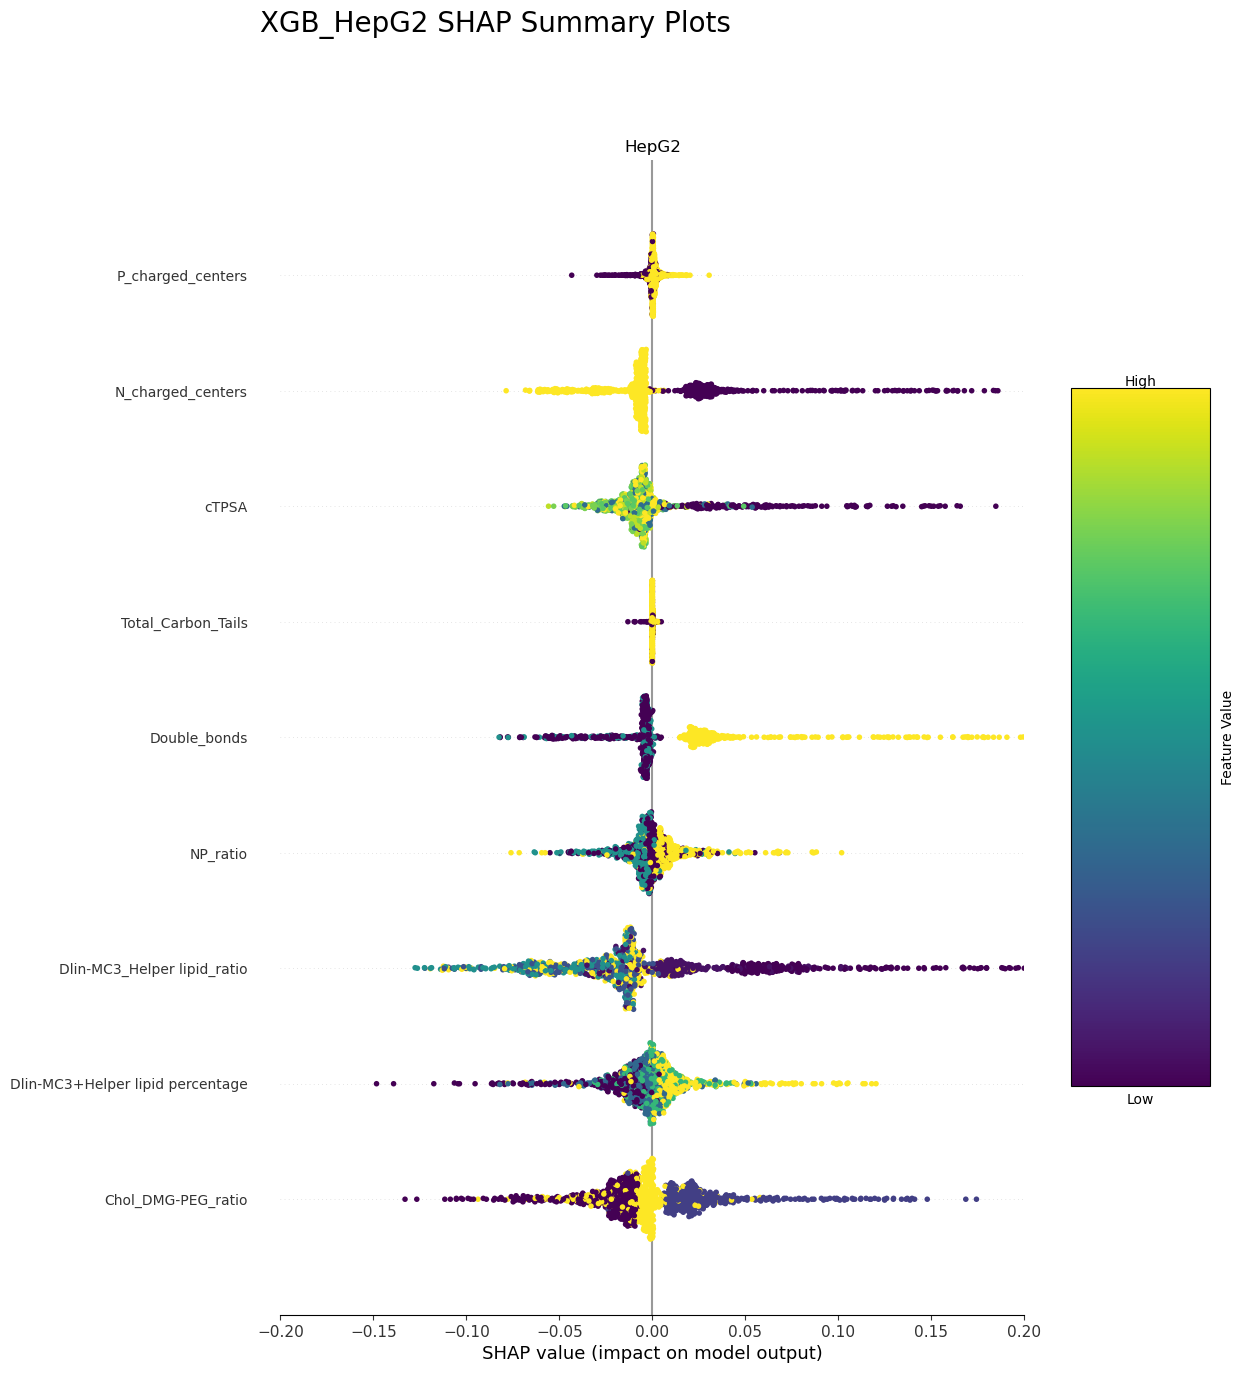 XGB_HepG2 SHAP Summary Plots
HepG2
P_charged_centers
N_charged_centers
cTPSA
Total_Carbon_Tails
Double_bonds
NP_ratio
Dlin-MC3_Helper lipid_ratio
Dlin-MC3+Helper lipid percentage
Chol_DMG-PEG_ratio
−0.20 −0.15 −0.10 −0.05 0.00 0.05 0.10 0.15 0.20
SHAP value (impact on model output)
High
Feature Value
Low